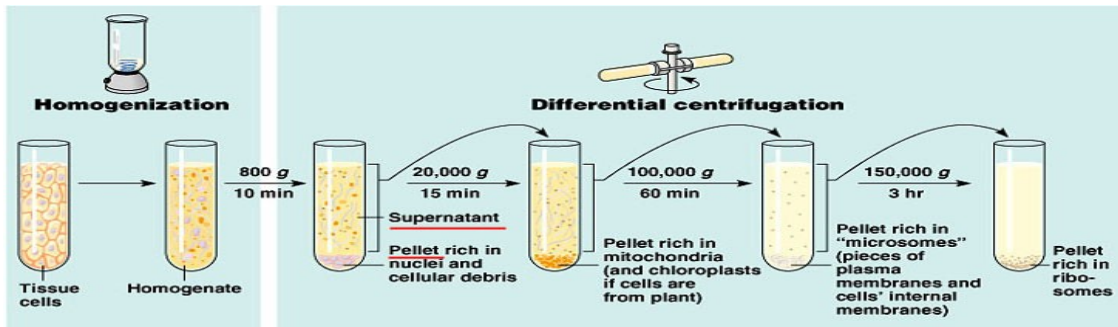 Homogenization
Differential centrifugation
800 g
10 min
20,000 g
15 min
100,000 g
60 min
150,000 g
3 hr
Tissue
cells
Homogenate
Supernatant
Pellet rich in
nuclei and
cellular debris
Pellet rich in
mitochondria
(and chloroplasts
if cells are
from plant)
Pellet rich in
“microsomes”
(pieces of
plasma
membranes and
cells’ internal
membranes)
Pellet
rich in
ribo-
somes